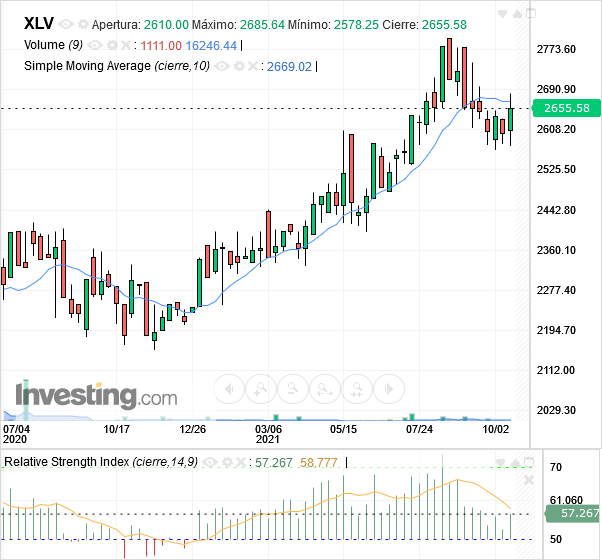 XLV Apertura: 2610.00 Máximo: 2685.64 Mínimo: 2578.25 Cierre: 2655.58
Volume (9) : 1111.00 16246.44
Simple Moving Average (cierre,10) : 2669.02
2773.60
2690.90
2655.58
2608.20
2525.50
2442.80
2360.10
2277.40
2194.70
2112.00
2029.30
Investing.com
07/04 10/17 12/26 03/06 05/15 07/24 10/02
2020 2021
Relative Strength Index (cierre,14,9) : 57.267 58.777
70
61.060
57.267
50